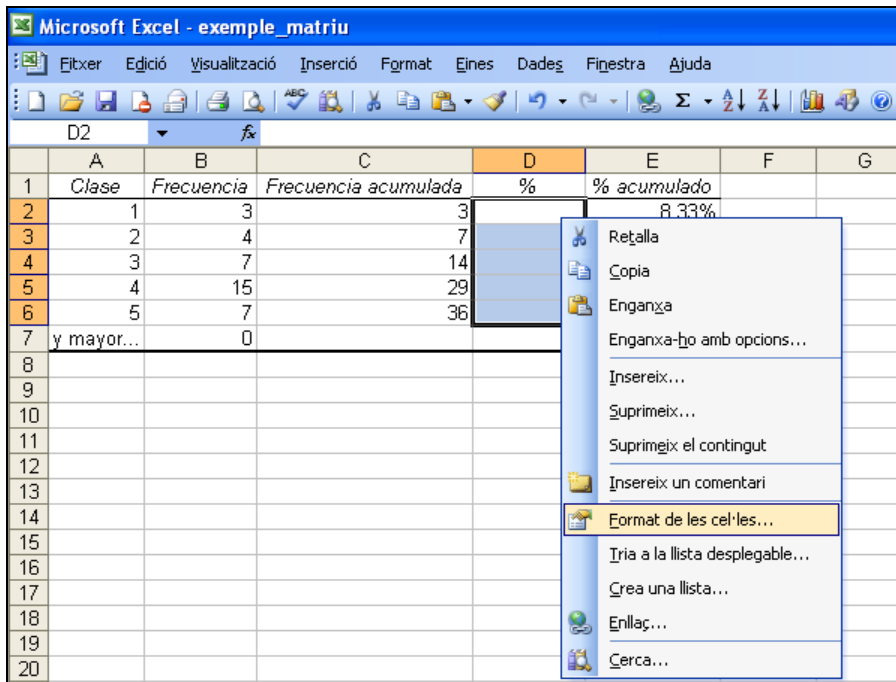 Microsoft Excel - exemple_matriu
Fitxer Edició Visualització Inserció Format Eines Dades Finestra Ajuda
ABC Σ A Z Z A
D2 fx
A B C D E F G
1 Clase Frecuencia Frecuencia acumulada % % acumulado
2 1 3 3 8,33%
3 2 4 7
4 3 7 14
5 4 15 29
6 5 7 36
7 y mayor... 0
8
9
10
11
12
13
14
15
16
17
18
19
20
Retalla
Copia
Enganxa
Enganxa-ho amb opcions...
Insereix...
Suprimeix...
Suprimeix el contingut
Insereix un comentari
Format de les cel·les...
Tria a la llista desplegable...
Crea una llista...
Enllaç...
Cerca...